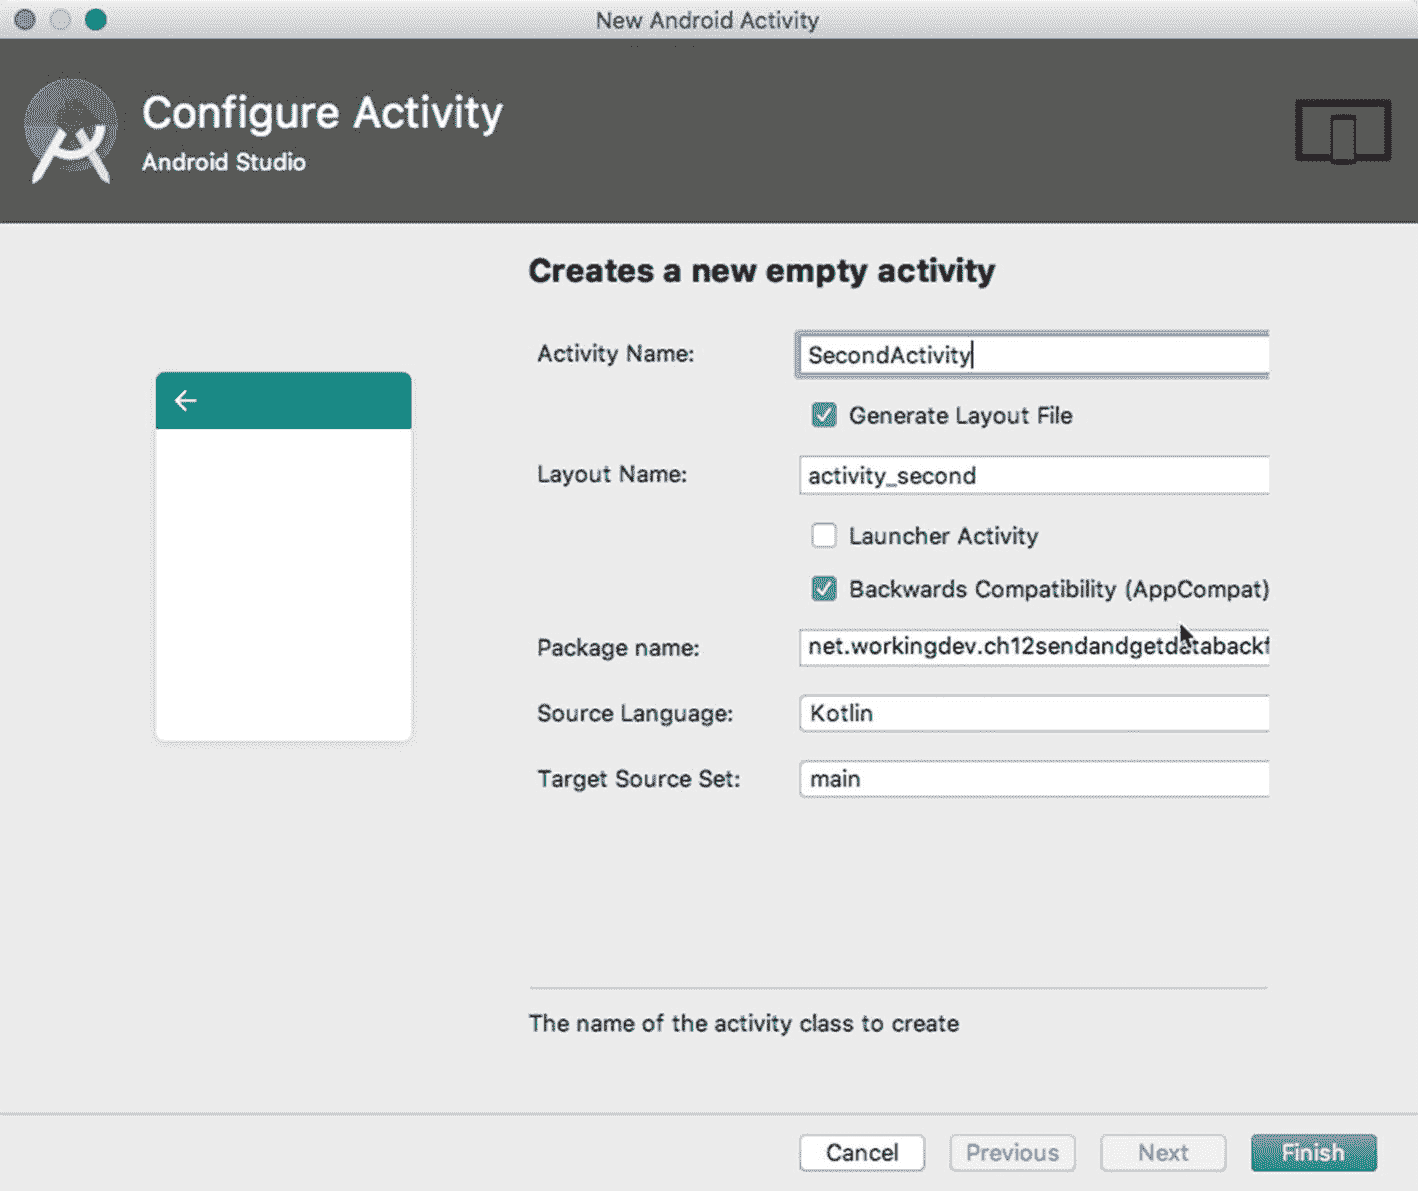 New Android Activity
Configure Activity
Android Studio
Creates a new empty activity
Activity Name: SecondActivity
Generate Layout File
Layout Name: activity_second
Launcher Activity
Backwards Compatibility (AppCompat)
Package name: net.workingdev.ch12sendandgetdatabackf
Source Language: Kotlin
Target Source Set: main
The name of the activity class to create
Cancel Previous Next Finish